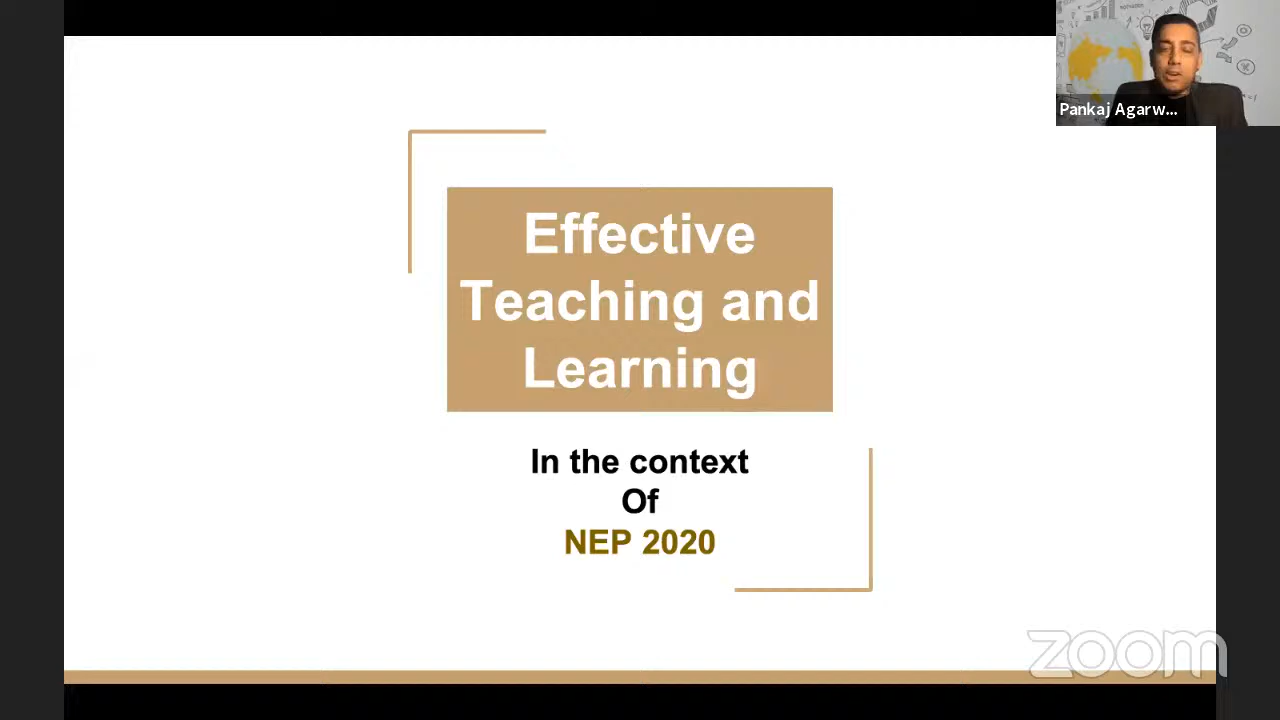 Effective
Teaching and
Learning
In the context
Of
NEP 2020
Pankaj Agarw...
zoom